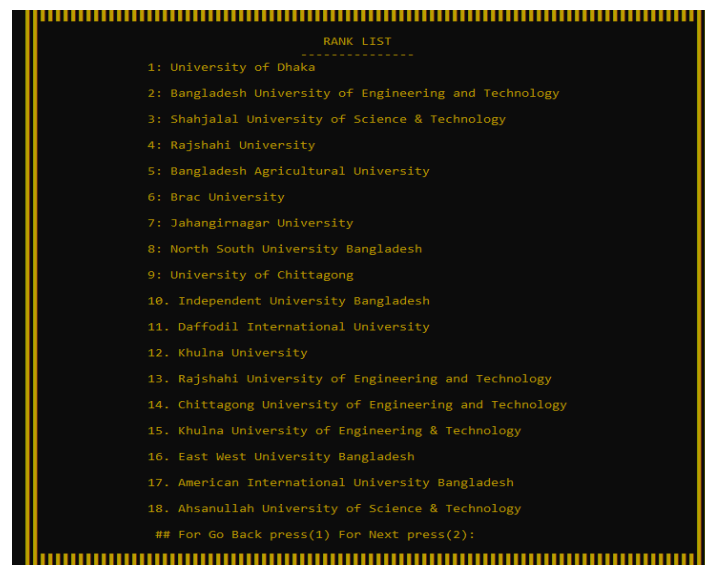 RANK LIST
---------------
1: University of Dhaka
2: Bangladesh University of Engineering and Technology
3: Shahjalal University of Science & Technology
4: Rajshahi University
5: Bangladesh Agricultural University
6: Brac University
7: Jahangirnagar University
8: North South University Bangladesh
9: University of Chittagong
10. Independent University Bangladesh
11. Daffodil International University
12. Khulna University
13. Rajshahi University of Engineering and Technology
14. Chittagong University of Engineering and Technology
15. Khulna University of Engineering & Technology
16. East West University Bangladesh
17. American International University Bangladesh
18. Ahsanullah University of Science & Technology
## For Go Back press(1) For Next press(2):